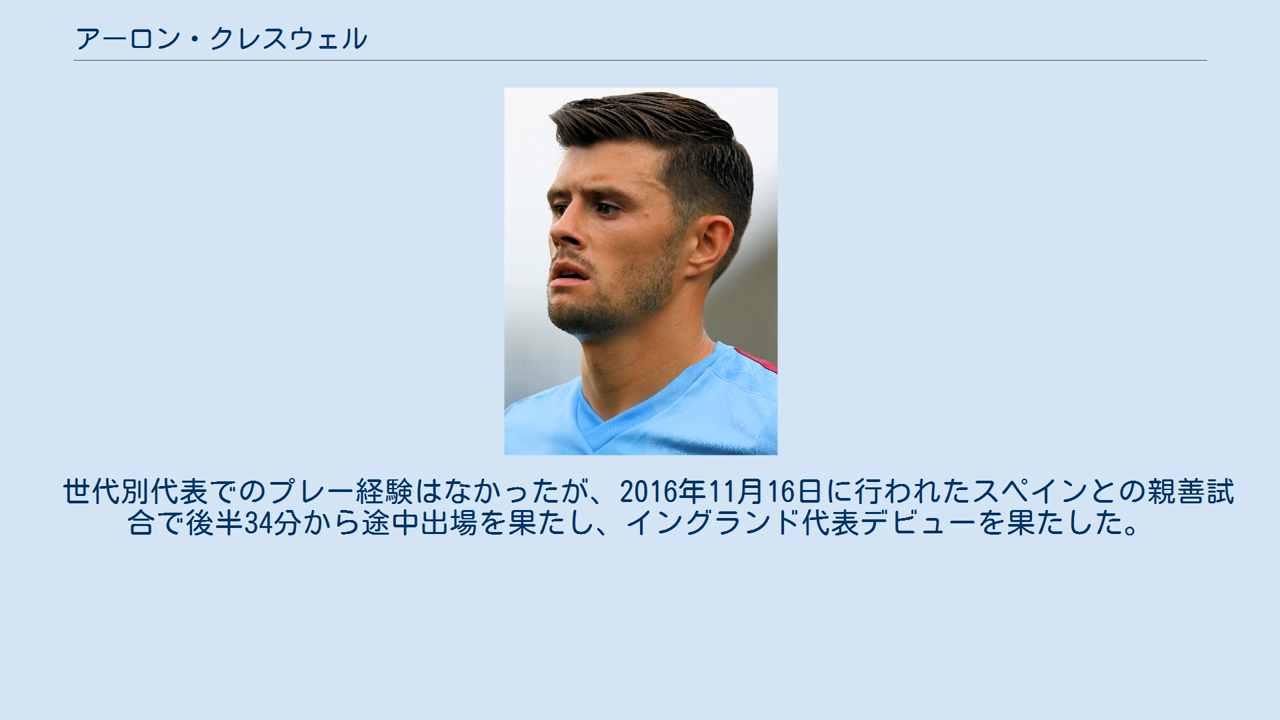 アーロン・クレスウェル
世代別代表でのプレー経験はなかったが、2016年11月16日に行われたスペインとの親善試
合で後半34分から途中出場を果たし、イングランド代表デビューを果たした。